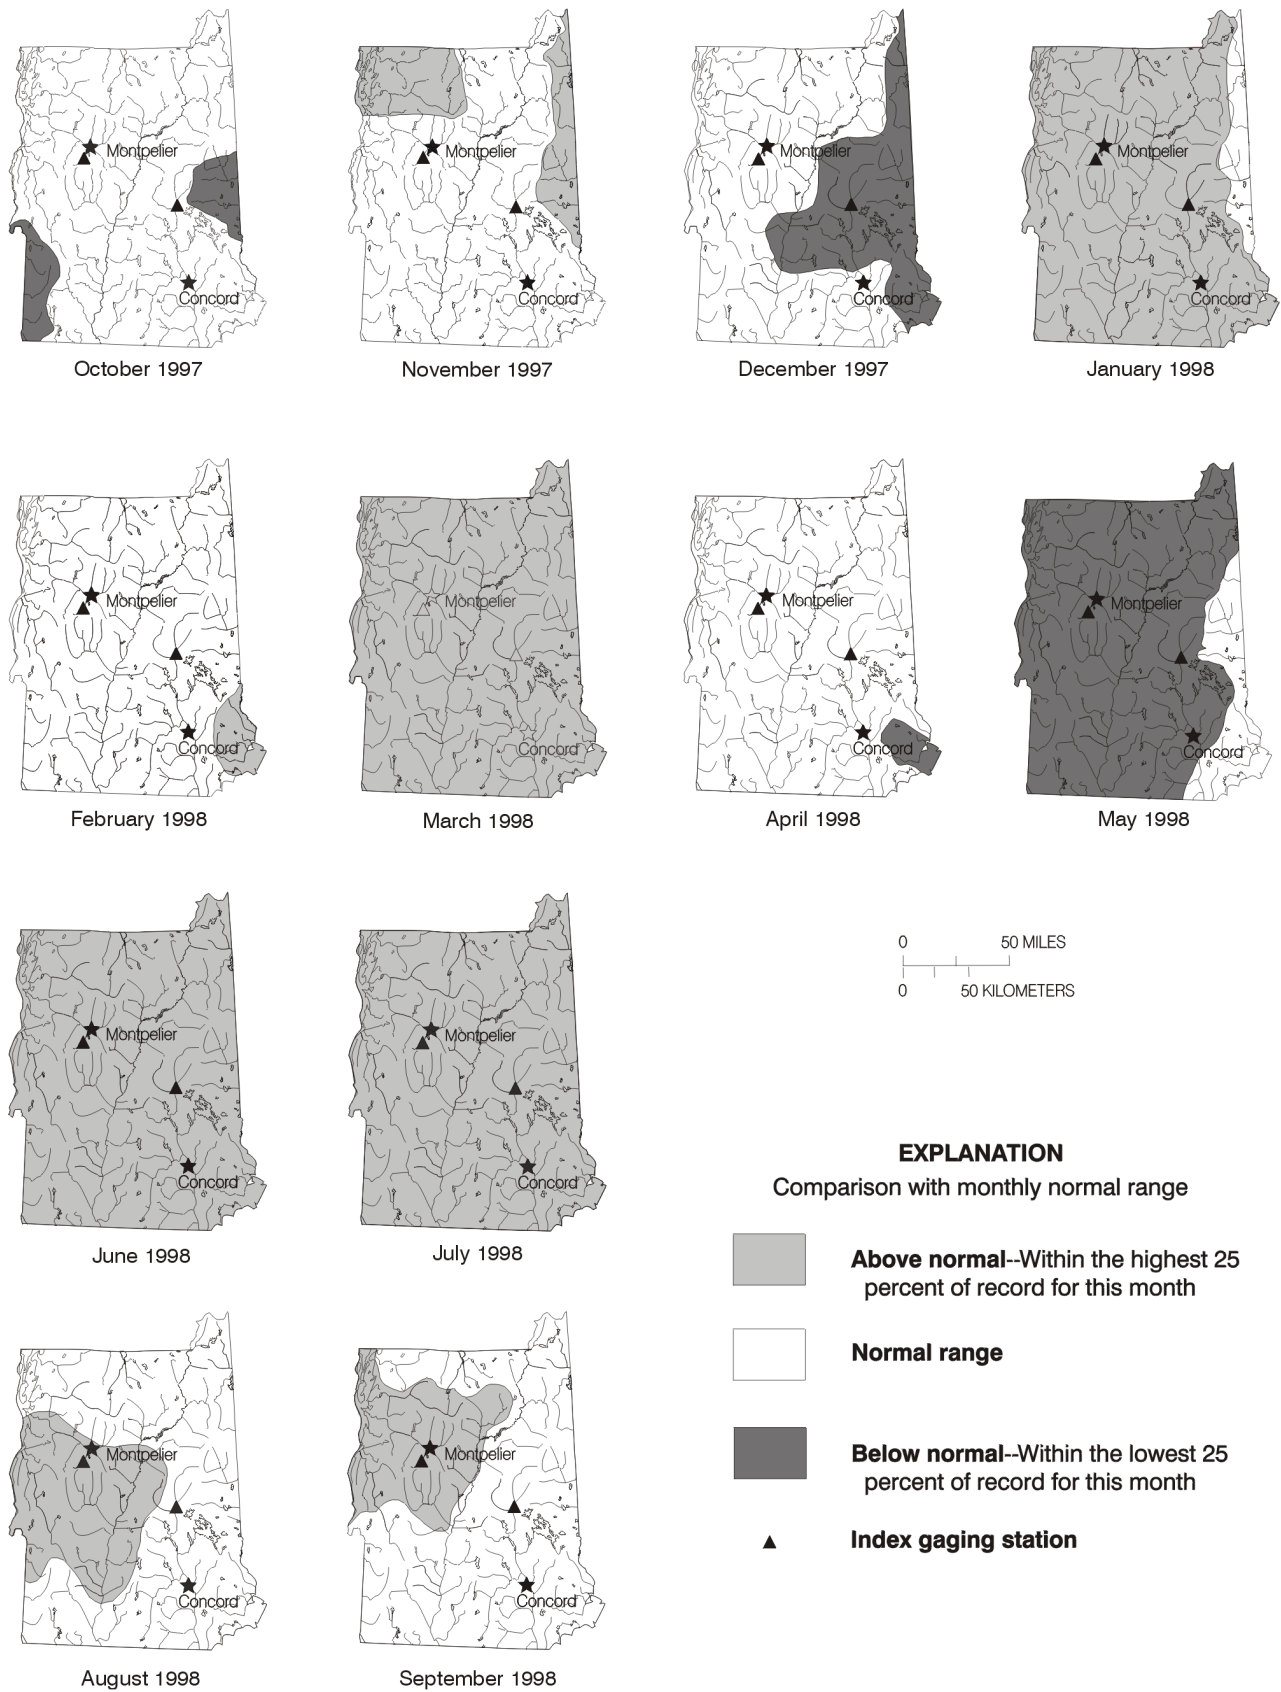 Montpelier
Concord
October 1997
Montpelier
Concord
November 1997
Montpelier
Concord
December 1997
Montpelier
Concord
January 1998
Montpelier
Concord
February 1998
Montpelier
Concord
March 1998
Montpelier
Concord
April 1998
Montpelier
Concord
May 1998
Montpelier
Concord
June 1998
Montpelier
Concord
July 1998
0 50 MILES
0 50 KILOMETERS
EXPLANATION
Comparison with monthly normal range
Above normal--Within the highest 25
percent of record for this month
Normal range
Below normal--Within the lowest 25
percent of record for this month
Index gaging station
Montpelier
Concord
August 1998
Montpelier
Concord
September 1998